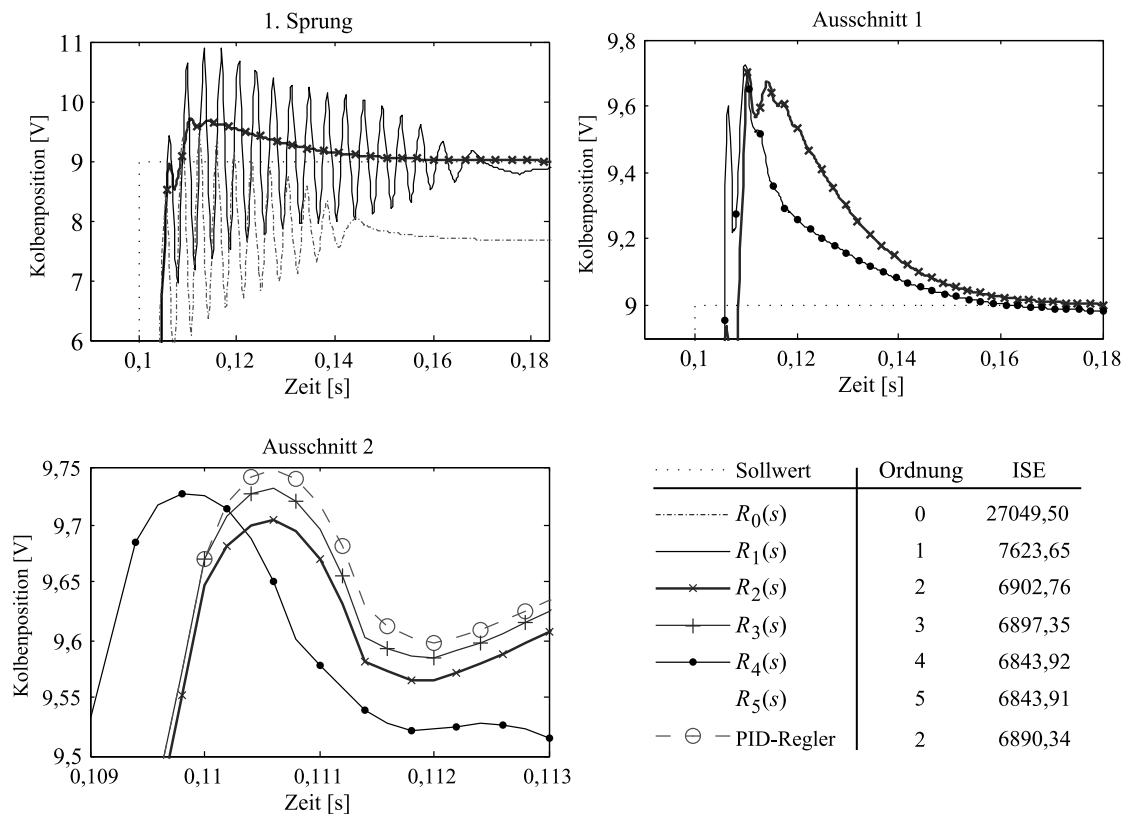 1. Sprung
11
10
9
8
7
6
Kolbenposition [V]
0,1
0,12
0,14
0,16
0,18
Zeit [s]
Ausschnitt 1
9,8
9,6
9,4
9,2
9
Kolbenposition [V]
0,1
0,12
0,14
0,16
0,18
Zeit [s]
Ausschnitt 2
9,75
9,7
9,65
9,6
9,55
9,5
Kolbenposition [V]
0,109
0,11
0,111
0,112
0,113
Zeit [s]
Sollwert Ordnung ISE
R0(s) 0 27049,50
R1(s) 1 7623,65
R2(s) 2 6902,76
R3(s) 3 6897,35
R4(s) 4 6843,92
R5(s) 5 6843,91
PID-Regler 2 6890,34